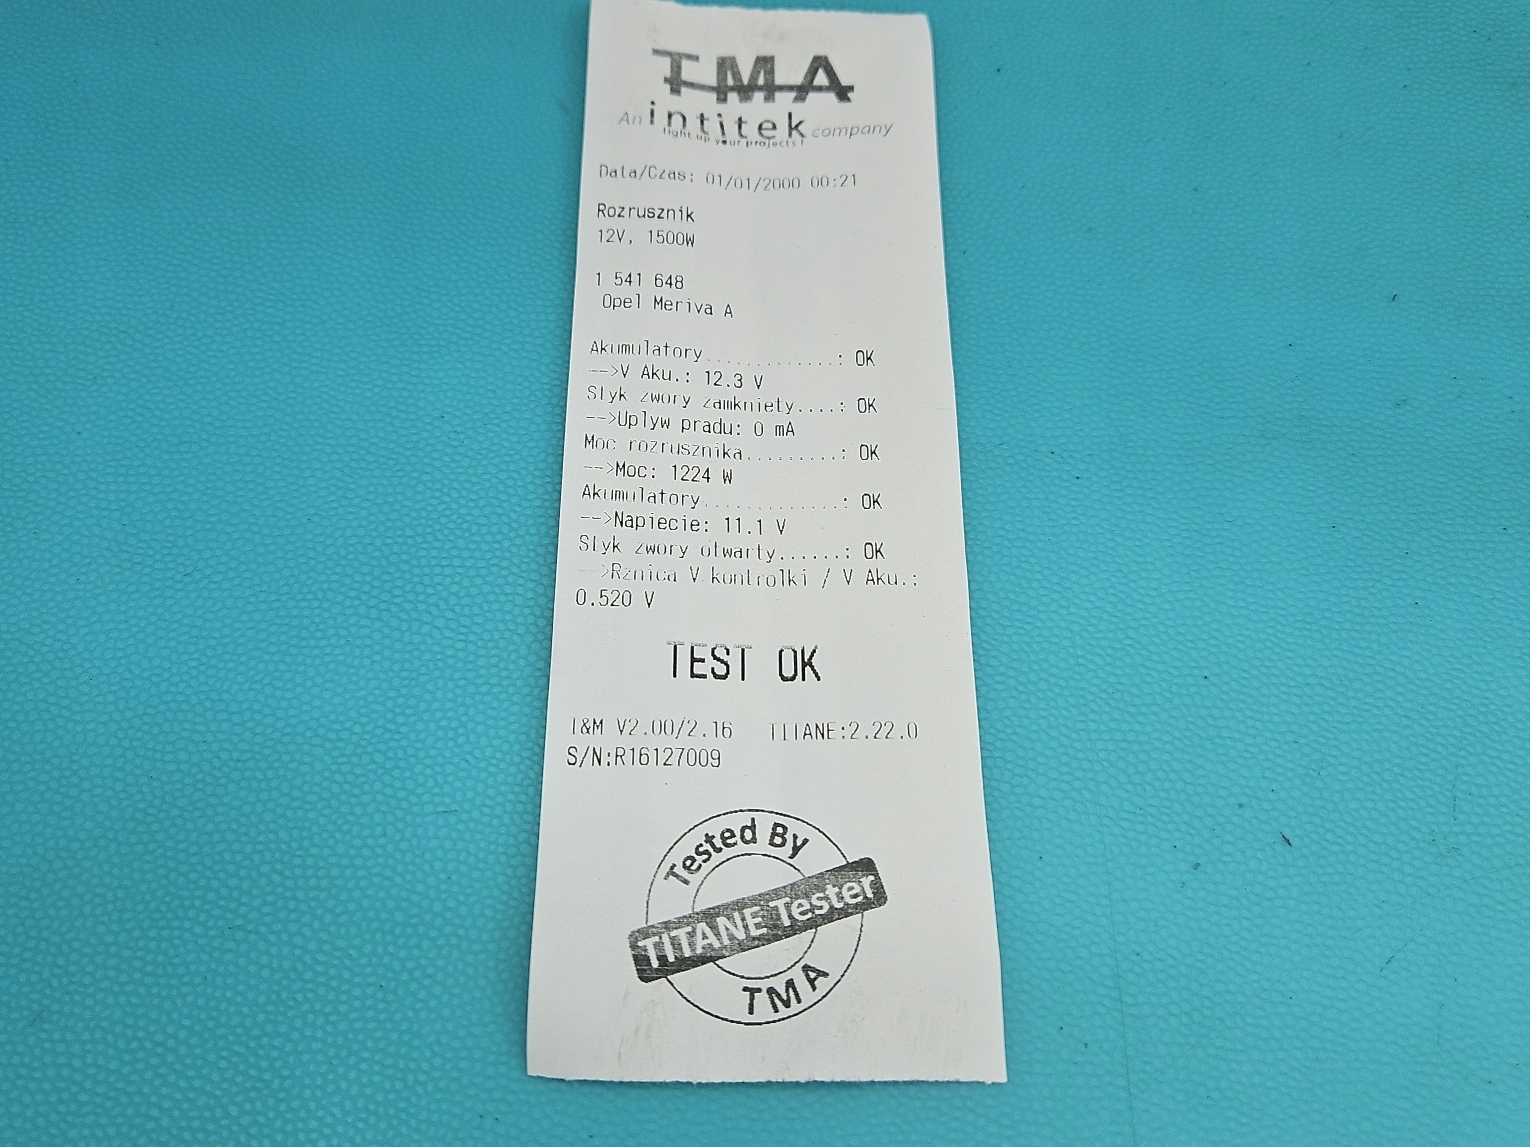 TMA
An intitek company
light up your projects!
Data/Czas: 01/01/2000 00:21
Rozrusznik
12V, 1500W
1 541 648
Opel Meriva A
Akumulatory.............: OK
-->V Aku.: 12.3 V
Styk zwory zamkniety....: OK
-->Uplyw pradu: 0 mA
Moc rozrusznika.........: OK
-->Moc: 1224 W
Akumulatory.............: OK
-->Napiecie: 11.1 V
Styk zwory otwarty......: OK
-->Rznica V kontrolki / V Aku.:
0.520 V
TEST OK
I&M V2.00/2.16 TITANE:2.22.0
S/N:R16127009
Tested By
TITANE Tester
TMA